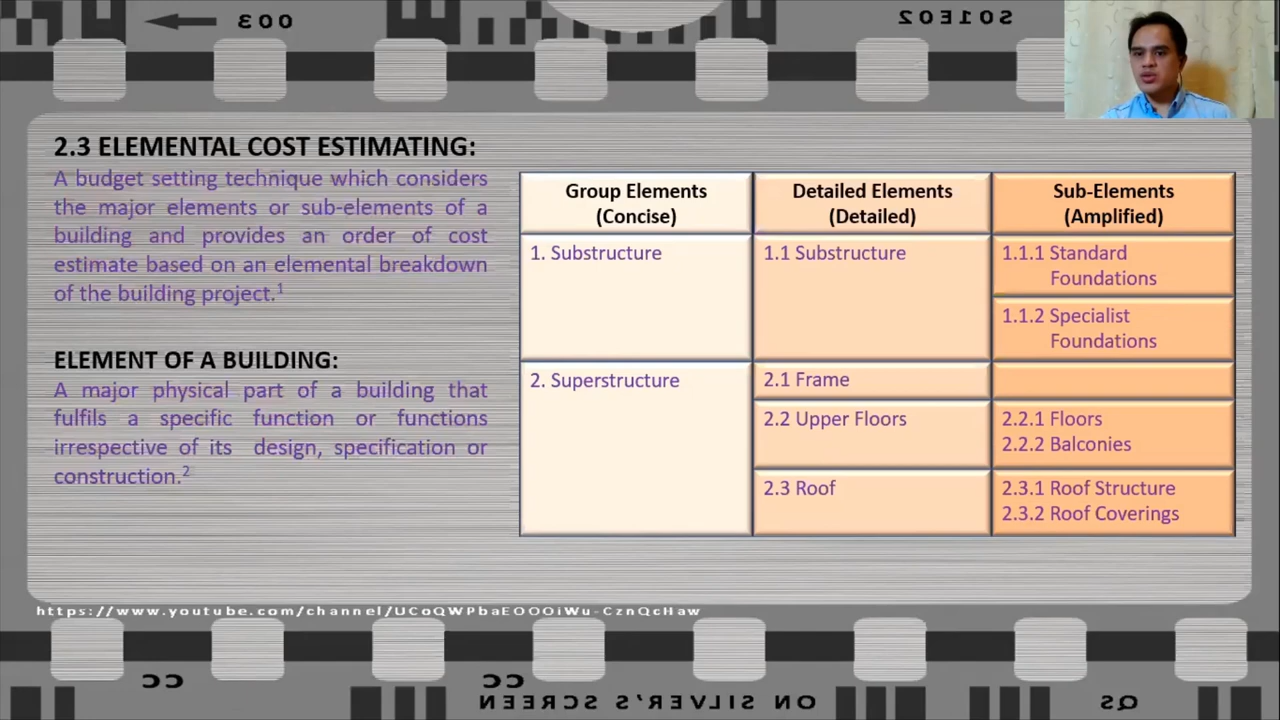 003
S01E02
2.3 ELEMENTAL COST ESTIMATING:
A budget setting technique which considers
the major elements or sub-elements of a
building and provides an order of cost
estimate based on an elemental breakdown
of the building project.¹
ELEMENT OF A BUILDING:
A major physical part of a building that
fulfils a specific function or functions
irrespective of its design, specification or
construction.²
Group Elements
(Concise)
Detailed Elements
(Detailed)
Sub-Elements
(Amplified)
1. Substructure
1.1 Substructure
1.1.1 Standard
Foundations
1.1.2 Specialist
Foundations
2. Superstructure
2.1 Frame
2.2 Upper Floors
2.2.1 Floors
2.2.2 Balconies
2.3 Roof
2.3.1 Roof Structure
2.3.2 Roof Coverings
https://www.youtube.com/channel/UCoQWPbaEOOOiWu-CznQcHaw
CC
CC
ON SILVER'S SCREEN
QS